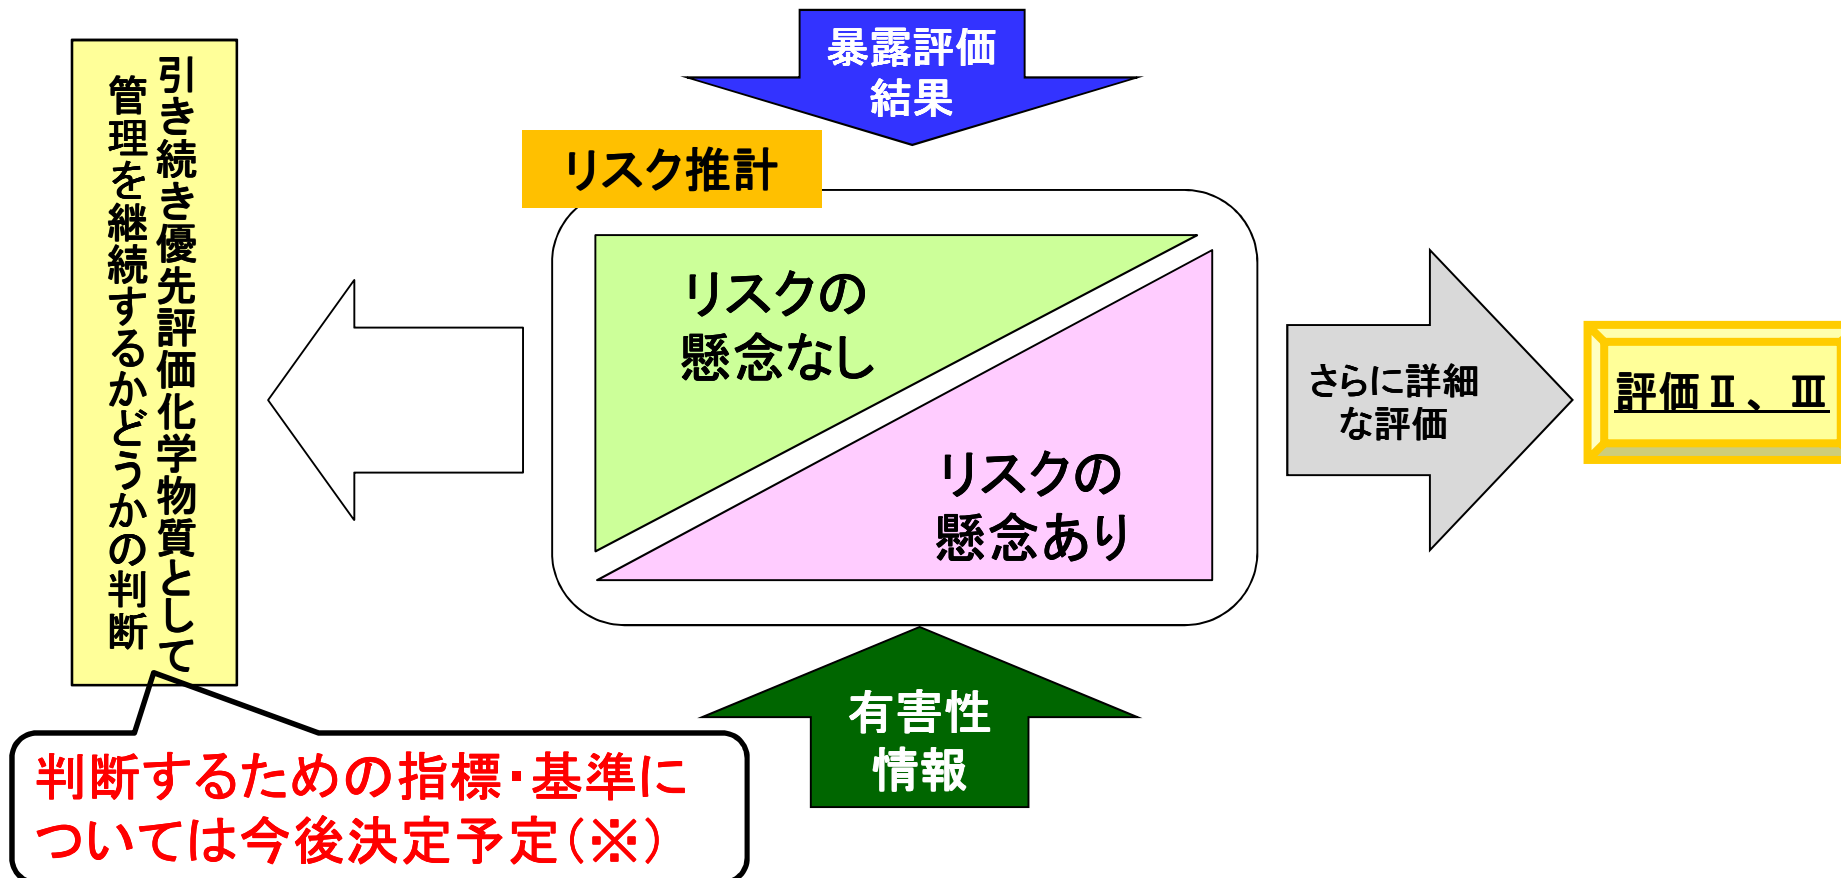 暴露評価
結果
引き続き優先評価化学物質として
管理を継続するかどうかの判断
リスク推計
リスクの
懸念なし
リスクの
懸念あり
さらに詳細
な評価
評価Ⅱ、Ⅲ
有害性
情報
判断するための指標・基準に
ついては今後決定予定(※)